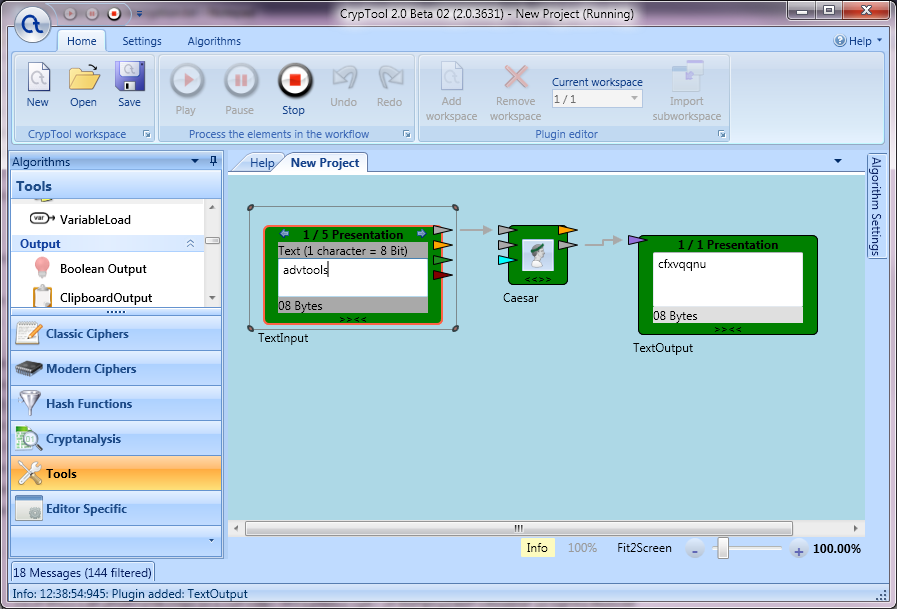 CrypTool 2.0 Beta 02 (2.0.3631) - New Project (Running)
Ct
Home Settings Algorithms Help
New Open Save Play Pause Stop Undo Redo Add workspace Remove workspace Current workspace 1 / 1 Import subworkspace
CrypTool workspace Process the elements in the workflow Plugin editor
Algorithms
Help New Project
Algorithm Settings
Tools
var VariableLoad
Output
Boolean Output
ClipboardOutput
Classic Ciphers
Modern Ciphers
Hash Functions
Cryptanalysis
Tools
Editor Specific
1 / 5 Presentation
Text (1 character = 8 Bit)
advtools
08 Bytes
>><<
TextInput
<<>>
Caesar
1 / 1 Presentation
cfxvqqnu
08 Bytes
>><<
TextOutput
Info 100% Fit2Screen - + 100.00%
18 Messages (144 filtered)
Info: 12:38:54:945: Plugin added: TextOutput